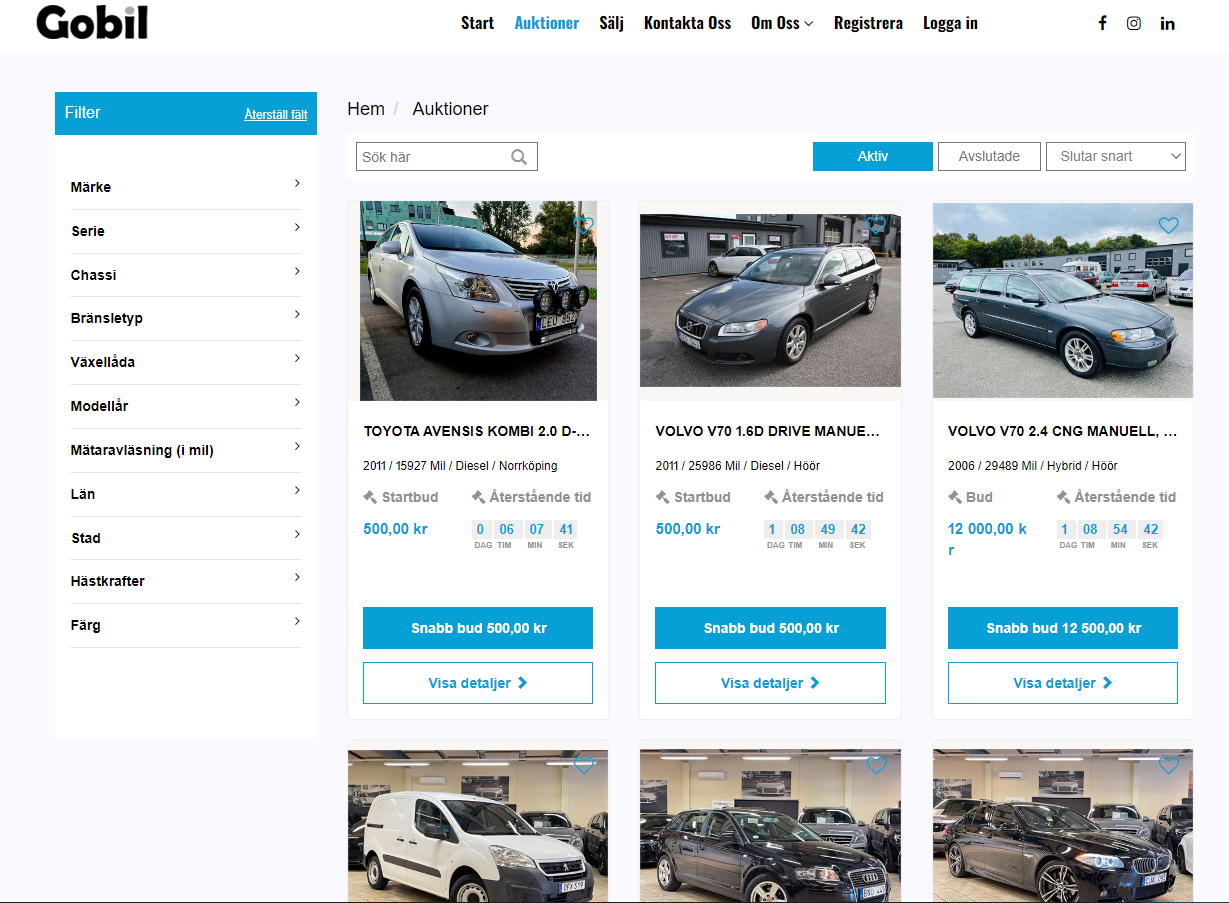 Gobil
Start Auktioner Sälj Kontakta Oss Om Oss Registrera Logga in
Filter Återställ fält
Märke
Serie
Chassi
Bränsletyp
Växellåda
Modellår
Mätaravläsning (i mil)
Län
Stad
Hästkrafter
Färg
Hem / Auktioner
Sök här Aktiv Avslutade Slutar snart
TOYOTA AVENSIS KOMBI 2.0 D-...
2011 / 15927 Mil / Diesel / Norrköping
Startbud Återstående tid
500,00 kr 0 06 07 41
DAG TIM MIN SEK
Snabb bud 500,00 kr
Visa detaljer
VOLVO V70 1.6D DRIVE MANUE...
2011 / 25986 Mil / Diesel / Höör
Startbud Återstående tid
500,00 kr 1 08 49 42
DAG TIM MIN SEK
Snabb bud 500,00 kr
Visa detaljer
VOLVO V70 2.4 CNG MANUELL, ...
2006 / 29489 Mil / Hybrid / Höör
Bud Återstående tid
12 000,00 k 1 08 54 42
r DAG TIM MIN SEK
Snabb bud 12 500,00 kr
Visa detaljer